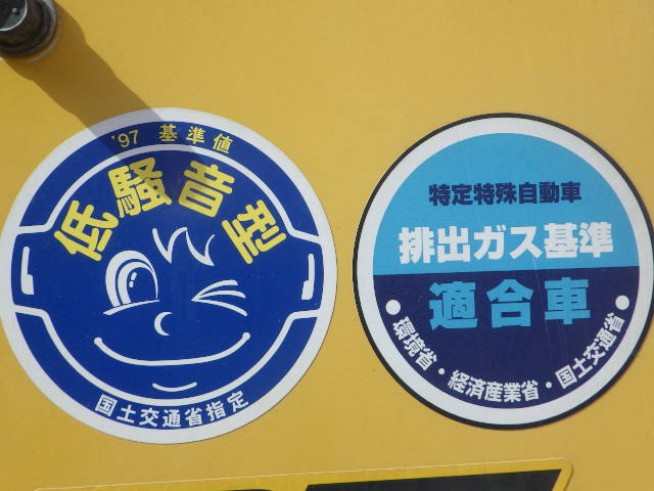 '97 基準値
低騒音型
国土交通省指定
特定特殊自動車
排出ガス基準
適合車
●環境省・経済産業省・国土交通省●